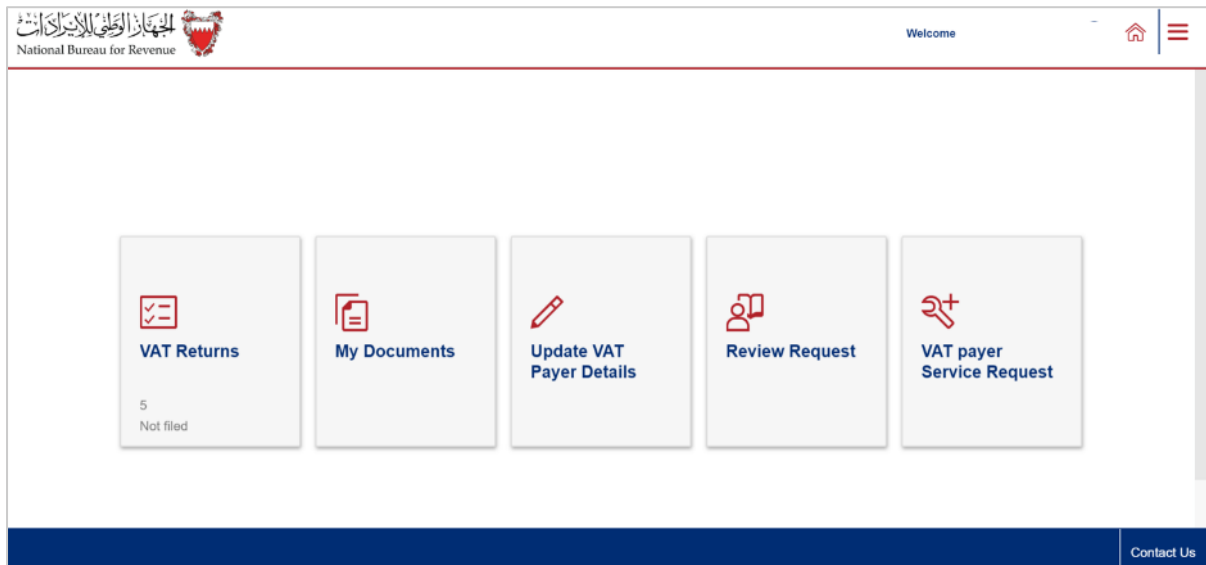 الجهاز الوطني للإيرادات
National Bureau for Revenue
Welcome
VAT Returns
5
Not filed
My Documents
Update VAT
Payer Details
Review Request
VAT payer
Service Request
Contact Us